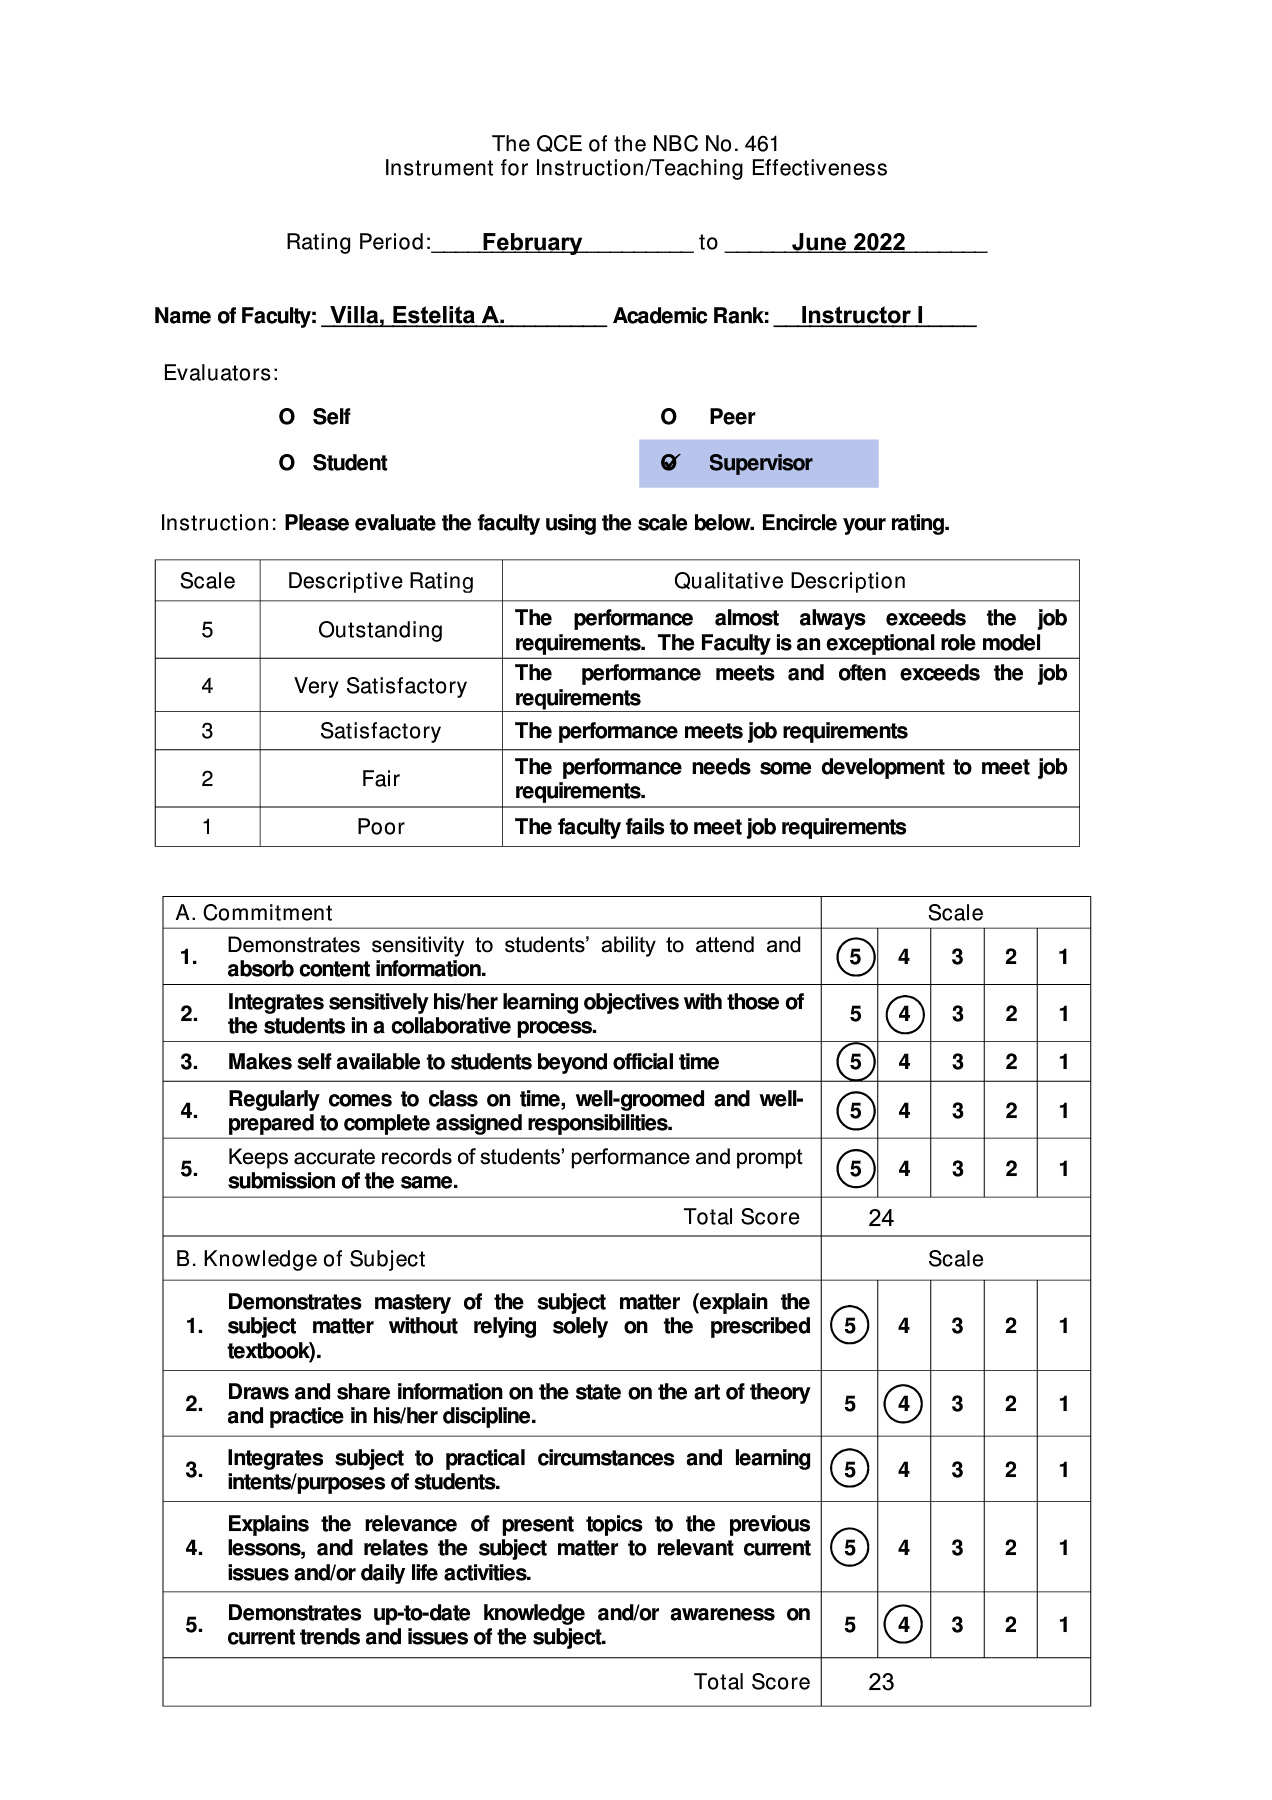 The QCE of the NBC No. 461
Instrument for Instruction/Teaching Effectiveness
Rating Period: February to June 2022
Name of Faculty: Villa, Estelita A. Academic Rank: Instructor I
Evaluators:
O Self O Peer
O Student O Supervisor
Instruction: Please evaluate the faculty using the scale below. Encircle your rating.
Scale Descriptive Rating Qualitative Description
5 Outstanding The performance almost always exceeds the job
requirements. The Faculty is an exceptional role model
4 Very Satisfactory The performance meets and often exceeds the job
requirements
3 Satisfactory The performance meets job requirements
2 Fair The performance needs some development to meet job
requirements.
1 Poor The faculty fails to meet job requirements
A. Commitment Scale
1. Demonstrates sensitivity to students’ ability to attend and
absorb content information. 5 4 3 2 1
2. Integrates sensitively his/her learning objectives with those of
the students in a collaborative process. 5 4 3 2 1
3. Makes self available to students beyond official time 5 4 3 2 1
4. Regularly comes to class on time, well-groomed and well-
prepared to complete assigned responsibilities. 5 4 3 2 1
5. Keeps accurate records of students’ performance and prompt
submission of the same. 5 4 3 2 1
Total Score 24
B. Knowledge of Subject Scale
1. Demonstrates mastery of the subject matter (explain the
subject matter without relying solely on the prescribed
textbook). 5 4 3 2 1
2. Draws and share information on the state on the art of theory
and practice in his/her discipline. 5 4 3 2 1
3. Integrates subject to practical circumstances and learning
intents/purposes of students. 5 4 3 2 1
4. Explains the relevance of present topics to the previous
lessons, and relates the subject matter to relevant current
issues and/or daily life activities. 5 4 3 2 1
5. Demonstrates up-to-date knowledge and/or awareness on
current trends and issues of the subject. 5 4 3 2 1
Total Score 23